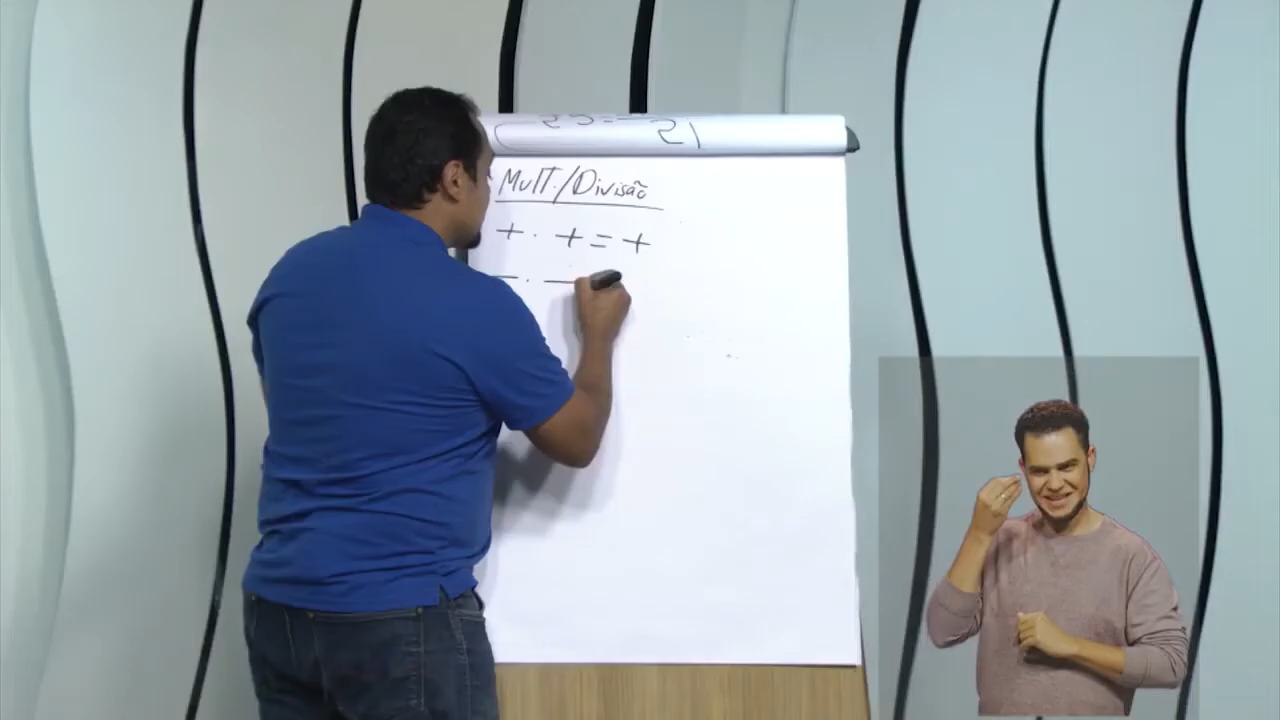 Mult./Divisão
+ . + = +
- . -